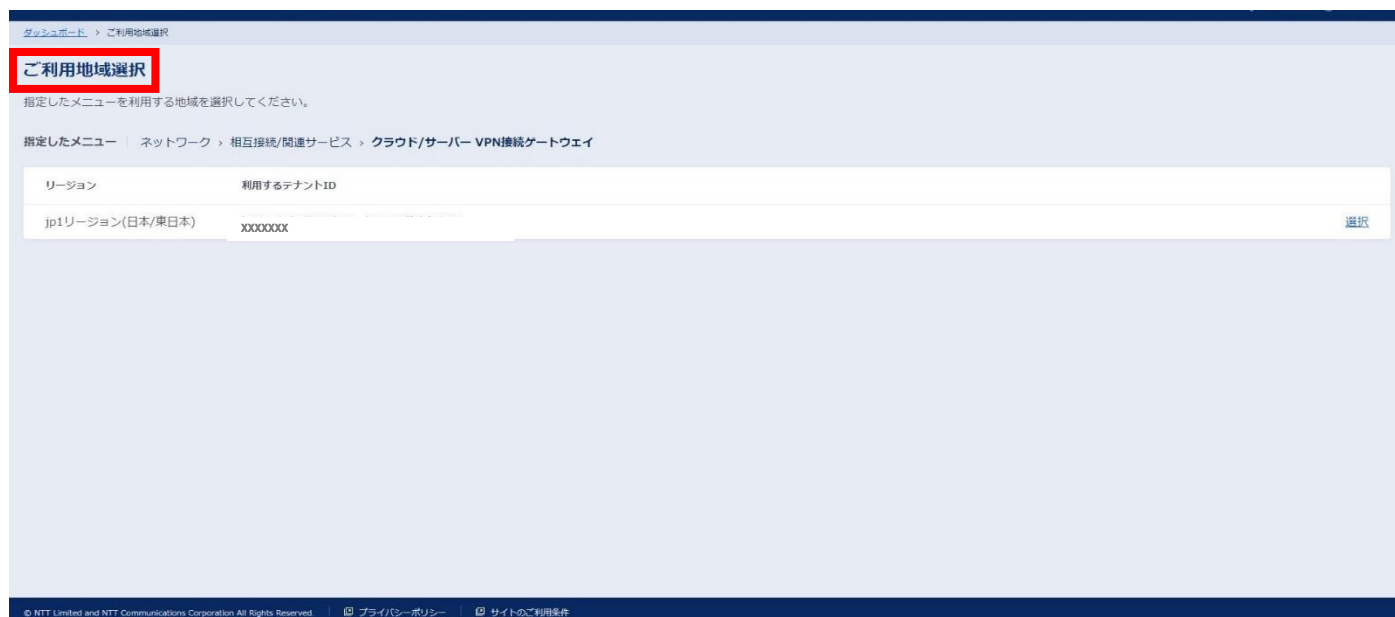 ダッシュボード > ご利用地域選択
ご利用地域選択
指定したメニューを利用する地域を選択してください。
指定したメニュー | ネットワーク > 相互接続/関連サービス > クラウド/サーバー VPN接続ゲートウェイ
リージョン 利用するテナントID
jp1リージョン(日本/東日本) XXXXXXX 選択
© NTT Limited and NTT Communications Corporation All Rights Reserved. | プライバシーポリシー | サイトのご利用条件